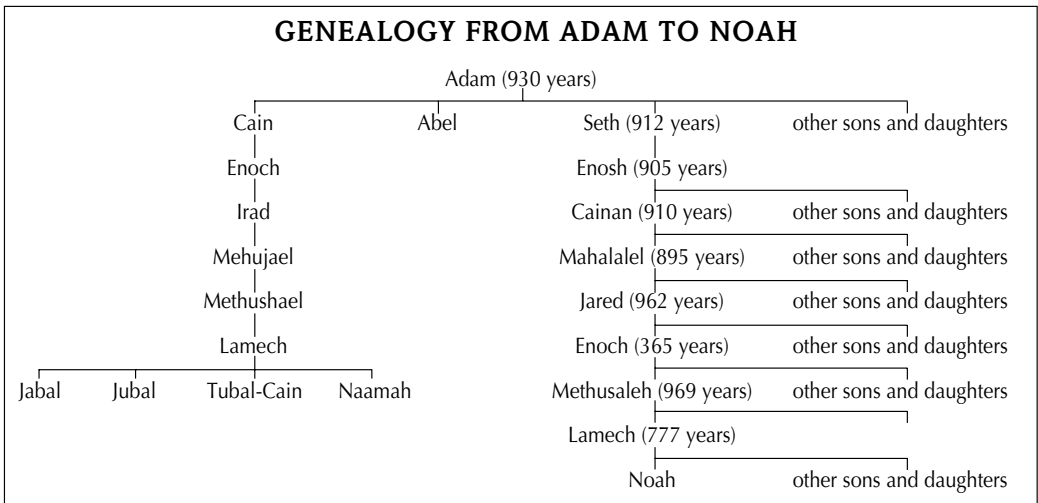 GENEALOGY FROM ADAM TO NOAH
Adam (930 years)
Cain Abel Seth (912 years) other sons and daughters
Enoch Enosh (905 years)
Irad Cainan (910 years) other sons and daughters
Mehujael Mahalalel (895 years) other sons and daughters
Methushael Jared (962 years) other sons and daughters
Lamech Enoch (365 years) other sons and daughters
Jabal Jubal Tubal-Cain Naamah Methusaleh (969 years) other sons and daughters
Lamech (777 years)
Noah other sons and daughters